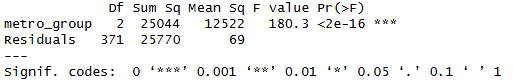 Df Sum Sq Mean Sq F value Pr(>F)
metro_group 2 25044 12522 180.3 <2e-16 ***
Residuals 371 25770 69
---
Signif. codes: 0 ‘***’ 0.001 ‘**’ 0.01 ‘*’ 0.05 ‘.’ 0.1 ‘ ’ 1